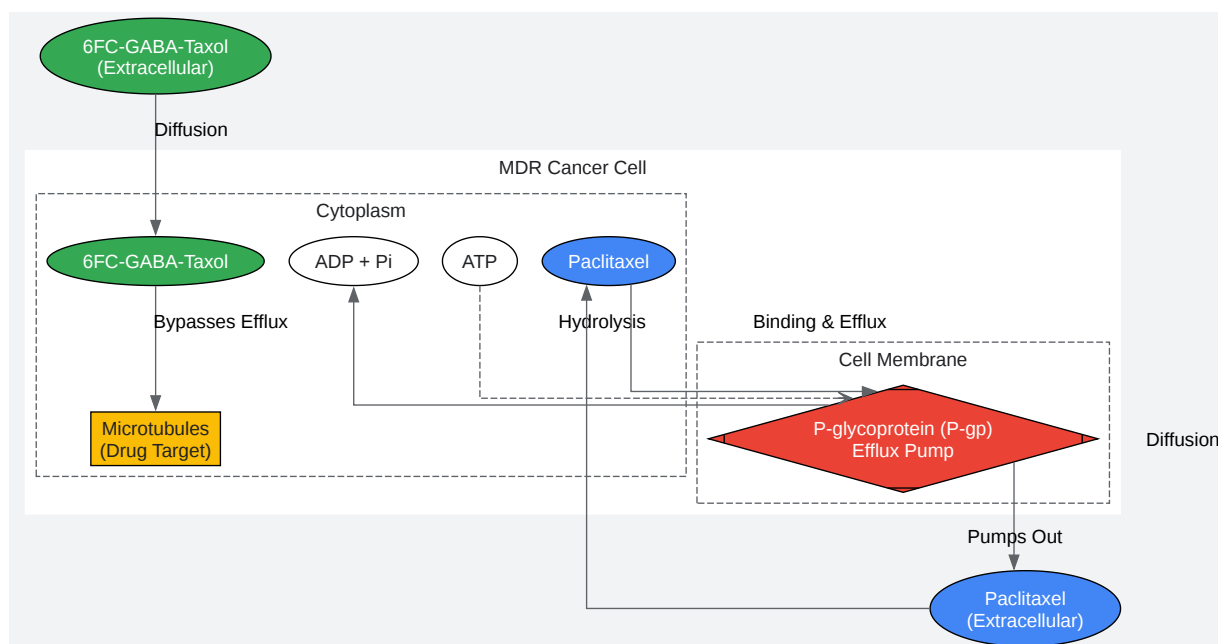 6FC-GABA-Taxol
(Extracellular)
Diffusion
MDR Cancer Cell
Cytoplasm
6FC-GABA-Taxol
ADP + Pi
ATP
Paclitaxel
Bypasses Efflux
Hydrolysis
Binding & Efflux
Cell Membrane
Microtubules
(Drug Target)
P-glycoprotein (P-gp)
Efflux Pump
Diffusion
Pumps Out
Paclitaxel
(Extracellular)